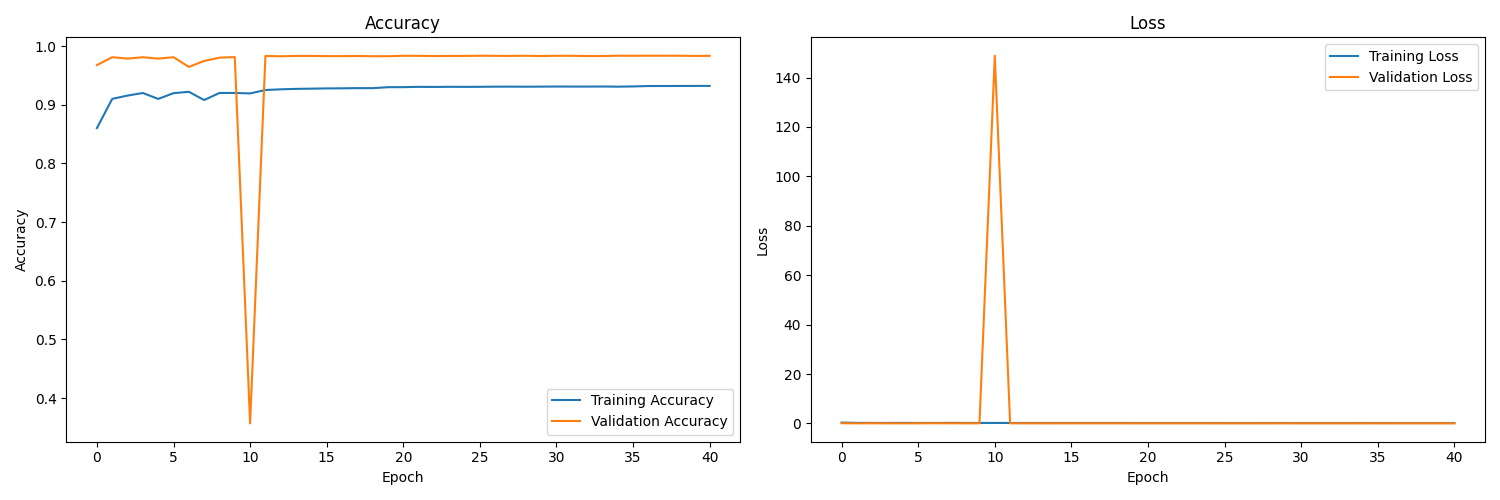 Accuracy
1.0
0.9
0.8
0.7
0.6
0.5
0.4
Accuracy
0 5 10 15 20 25 30 35 40
Epoch
Training Accuracy
Validation Accuracy
Loss
140
120
100
80
60
40
20
0
Loss
0 5 10 15 20 25 30 35 40
Epoch
Training Loss
Validation Loss